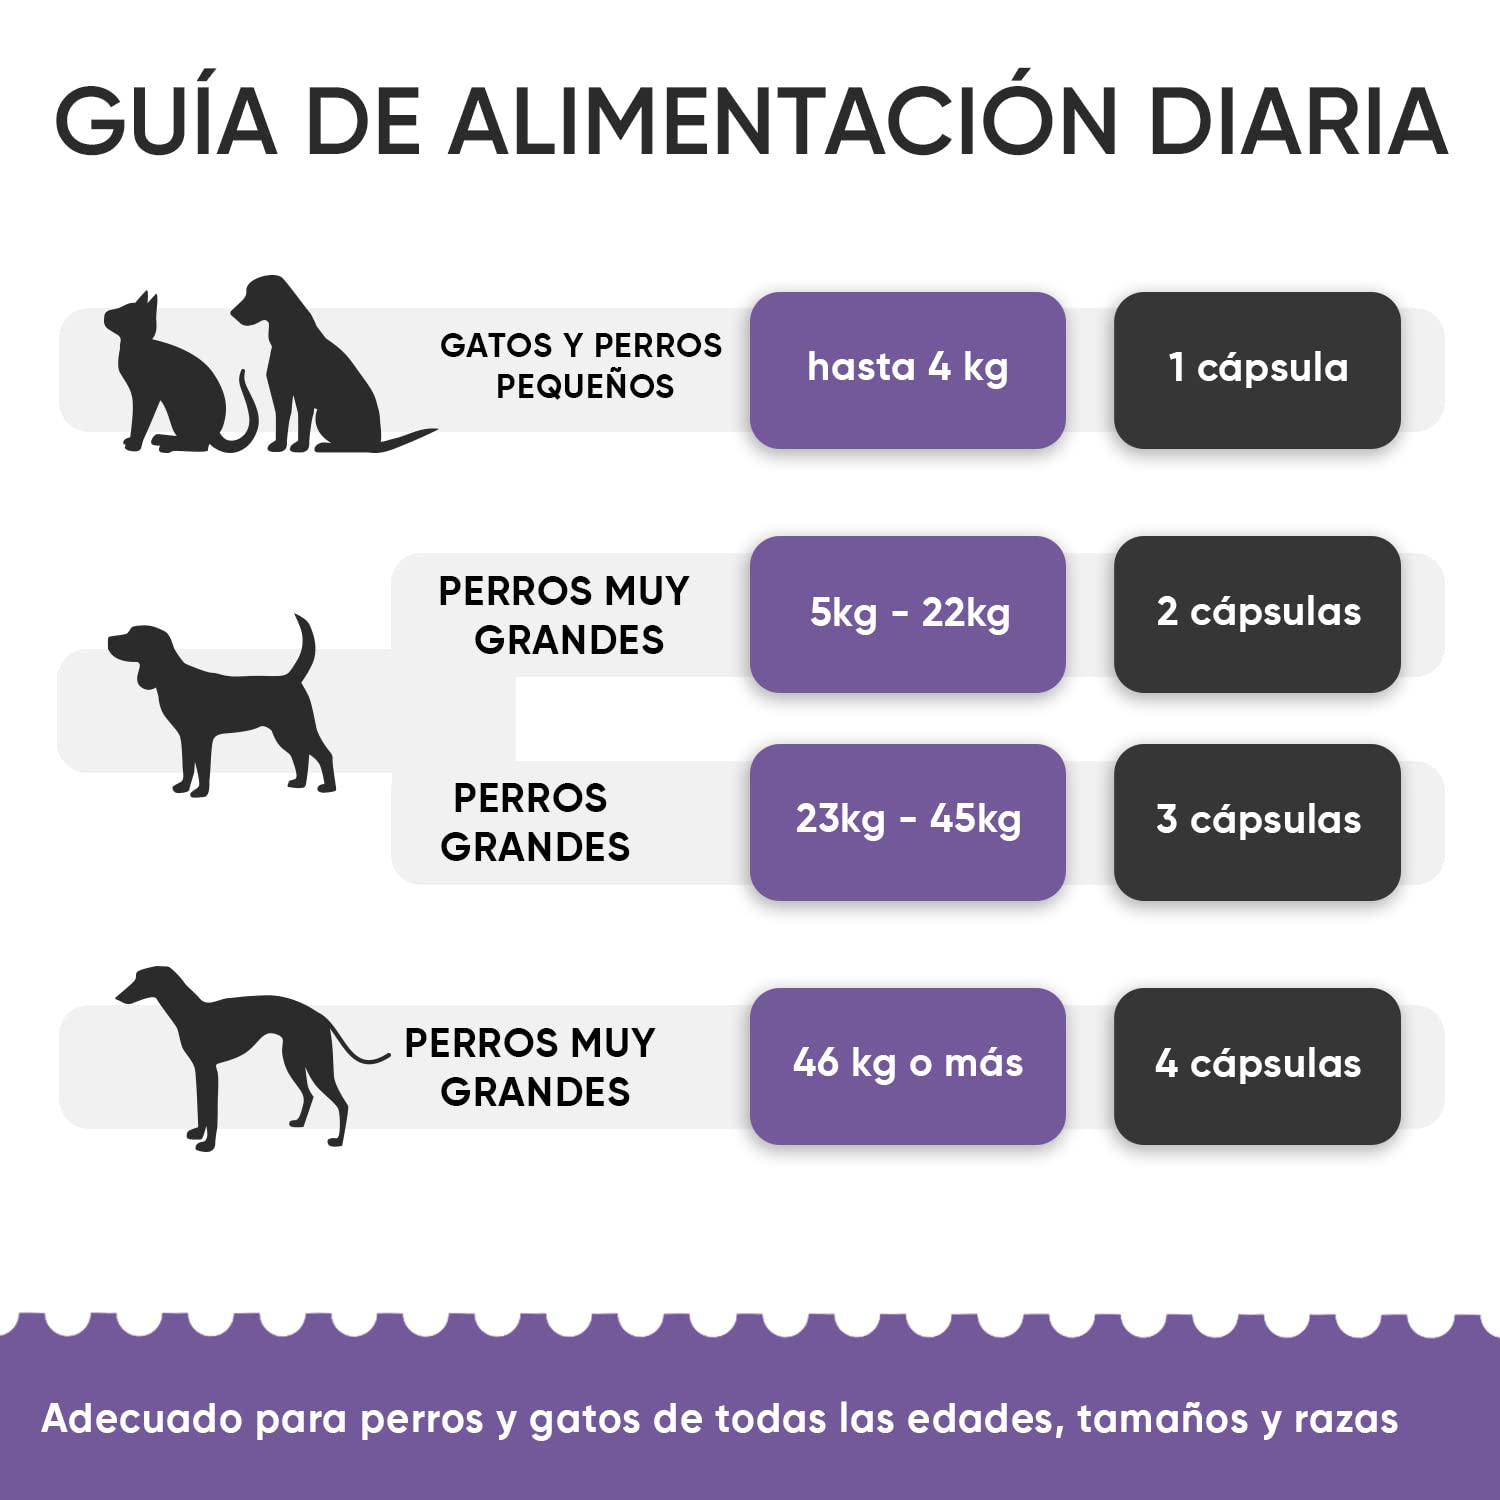 GUÍA DE ALIMENTACIÓN DIARIA
GATOS Y PERROS
PEQUEÑOS
hasta 4 kg
1 cápsula
PERROS MUY
GRANDES
5kg - 22kg
2 cápsulas
PERROS
GRANDES
23kg - 45kg
3 cápsulas
PERROS MUY
GRANDES
46 kg o más
4 cápsulas
Adecuado para perros y gatos de todas las edades, tamaños y razas